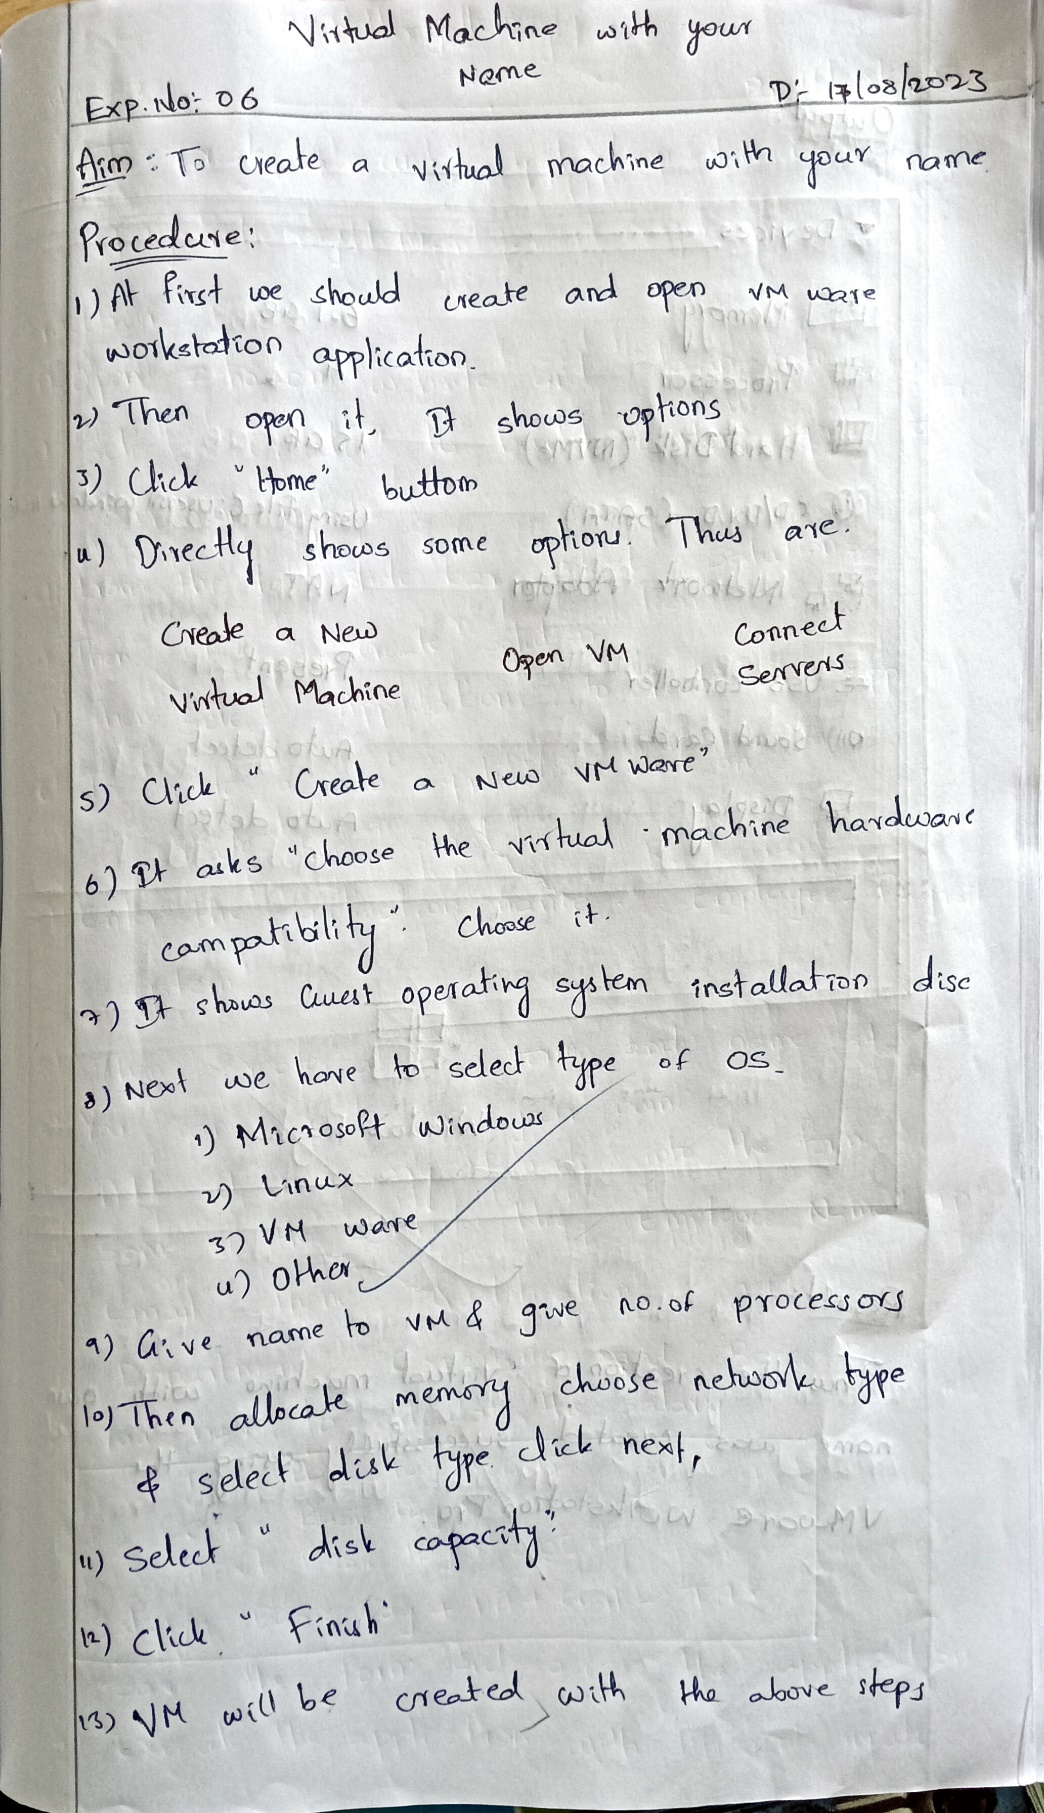 Virtual Machine with your
Name
Exp. No: 06
D:- 17/08/2023
Aim : To create a virtual machine with your name.
Procedure:
1) At first we should create and open VM ware
workstation application.
2) Then open it, It shows options
3) Click "Home" button
4) Directly shows some options. Thus are.
Create a New
Virtual Machine
Open VM
Connect
Servers
5) Click "Create a New VM Ware"
6) It asks "choose the virtual machine hardware
compatibility". Choose it.
7) It shows Guest operating system installation disc
8) Next we have to select type of OS.
1) Microsoft Windows
2) Linux
3) VM ware
4) Other
9) Give name to VM & give no. of processors
10) Then allocate memory choose network type
& select disk type. click next,
11) Select "disk capacity".
12) Click "Finish"
13) VM will be created with the above steps